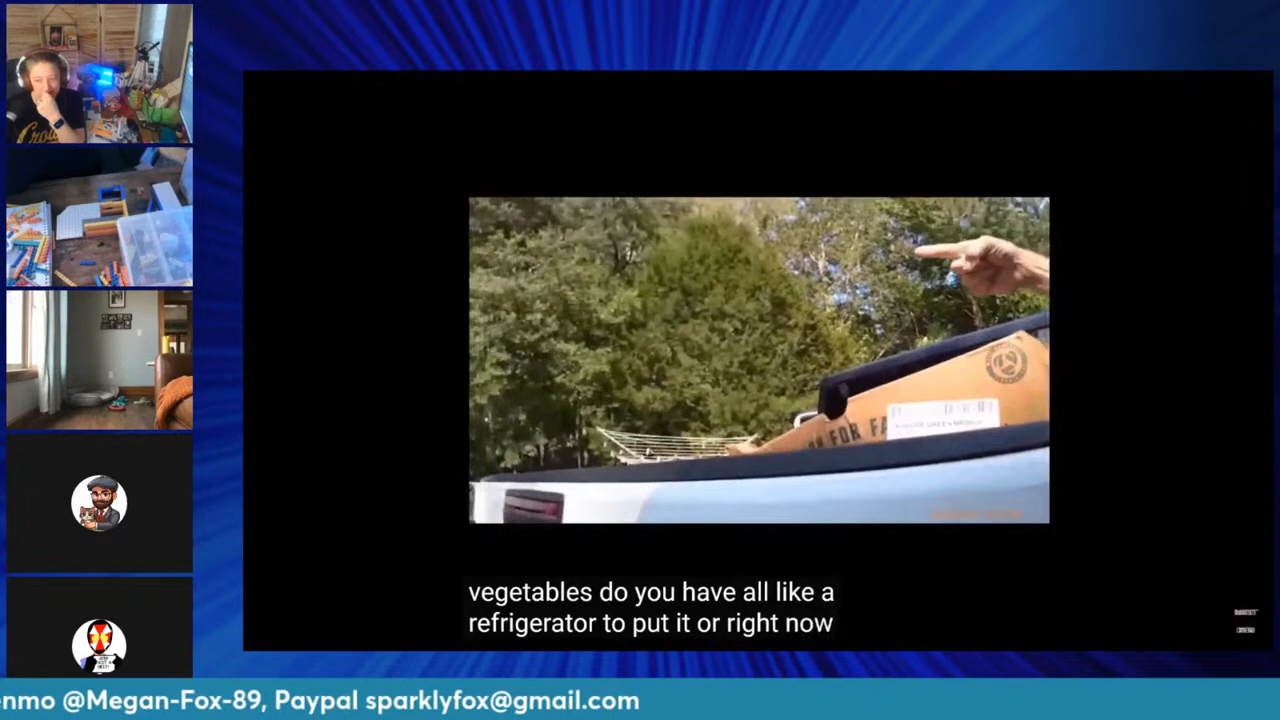 vegetables do you have all like a
refrigerator to put it or right now
enmo @Megan-Fox-89, Paypal sparklyfox@gmail.com